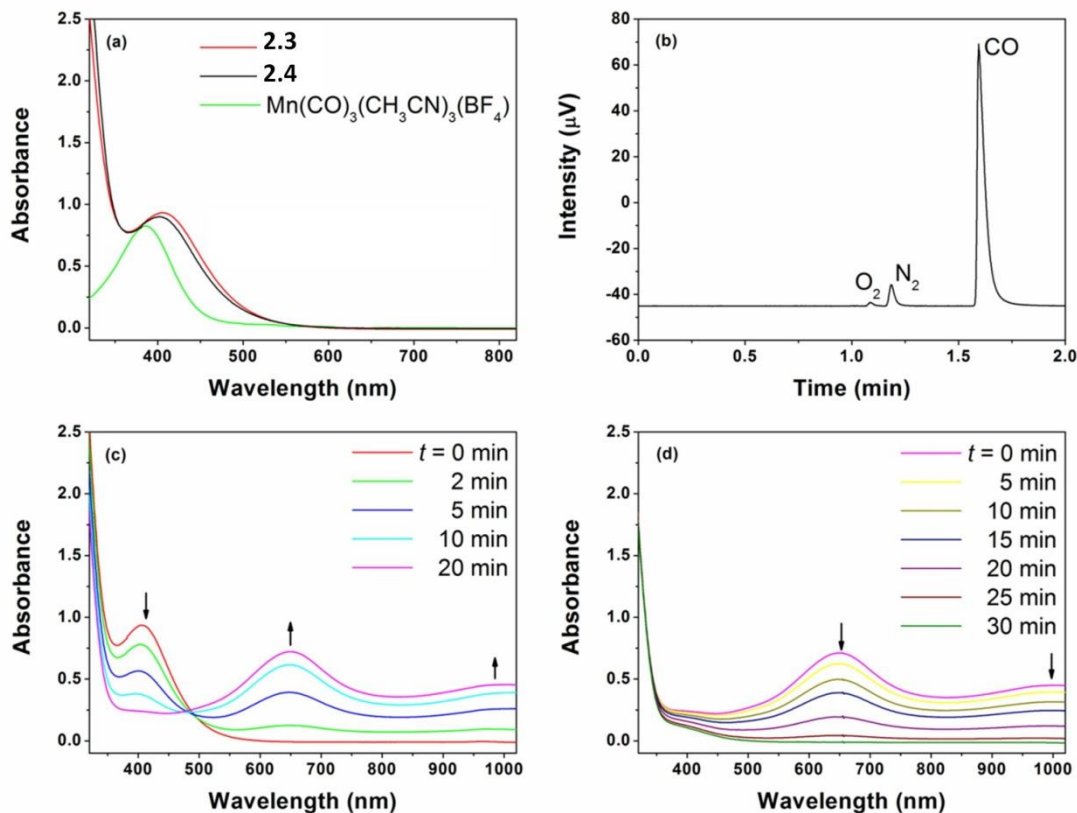 (a)
2.3
2.4
Mn(CO)₃(CH₃CN)₃(BF₄)
2.5
2.0
1.5
1.0
0.5
0.0
Absorbance
400 500 600 700 800
Wavelength (nm)
(b)
CO
O₂
N₂
80
60
40
20
0
-20
-40
-60
Intensity (µV)
0.0 0.5 1.0 1.5 2.0
Time (min)
(c)
t = 0 min
2 min
5 min
10 min
20 min
2.5
2.0
1.5
1.0
0.5
0.0
Absorbance
400 500 600 700 800 900 1000
Wavelength (nm)
(d)
t = 0 min
5 min
10 min
15 min
20 min
25 min
30 min
2.5
2.0
1.5
1.0
0.5
0.0
Absorbance
400 500 600 700 800 900 1000
Wavelength (nm)